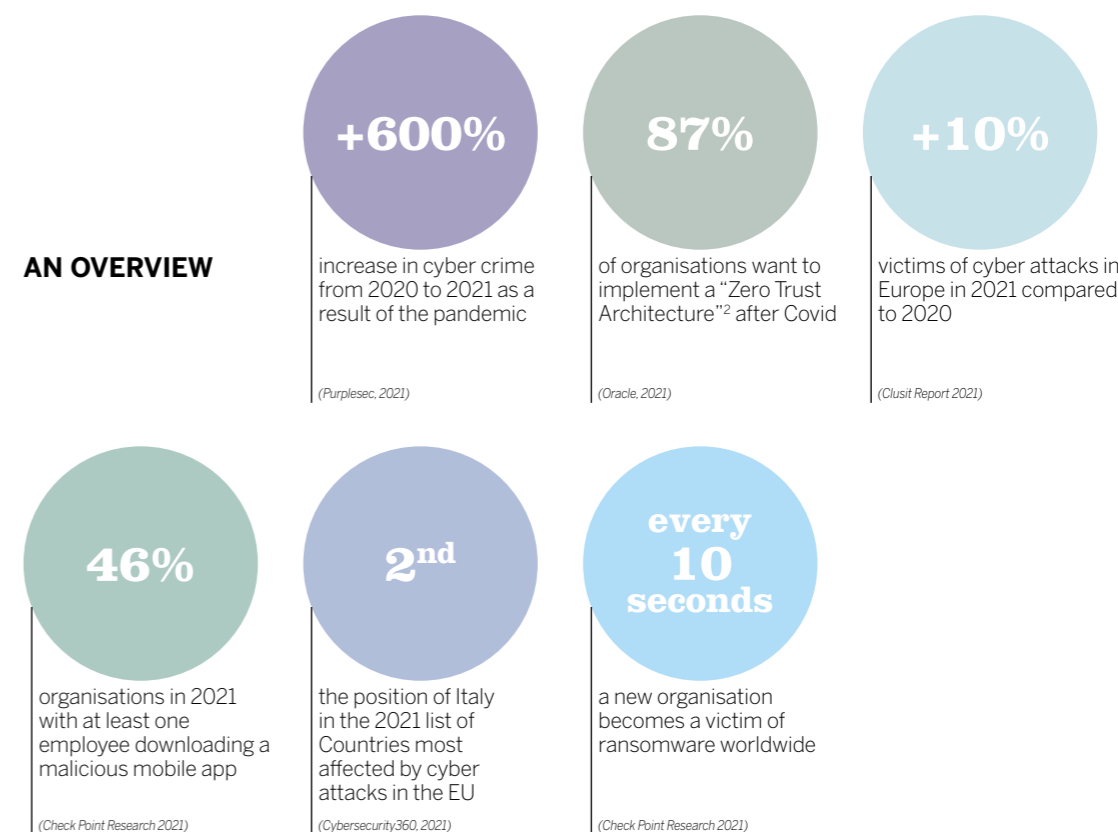 +600%
87%
+10%
AN OVERVIEW
increase in cyber crime
from 2020 to 2021 as a
result of the pandemic
(Purplesec, 2021)
of organisations want to
implement a “Zero Trust
Architecture”² after Covid
(Oracle, 2021)
victims of cyber attacks in
Europe in 2021 compared
to 2020
(Clusit Report 2021)
46%
organisations in 2021
with at least one
employee downloading a
malicious mobile app
(Check Point Research 2021)
2nd
the position of Italy
in the 2021 list of
Countries most
affected by cyber
attacks in the EU
(Cybersecurity360, 2021)
every
10
seconds
a new organisation
becomes a victim of
ransomware worldwide
(Check Point Research 2021)